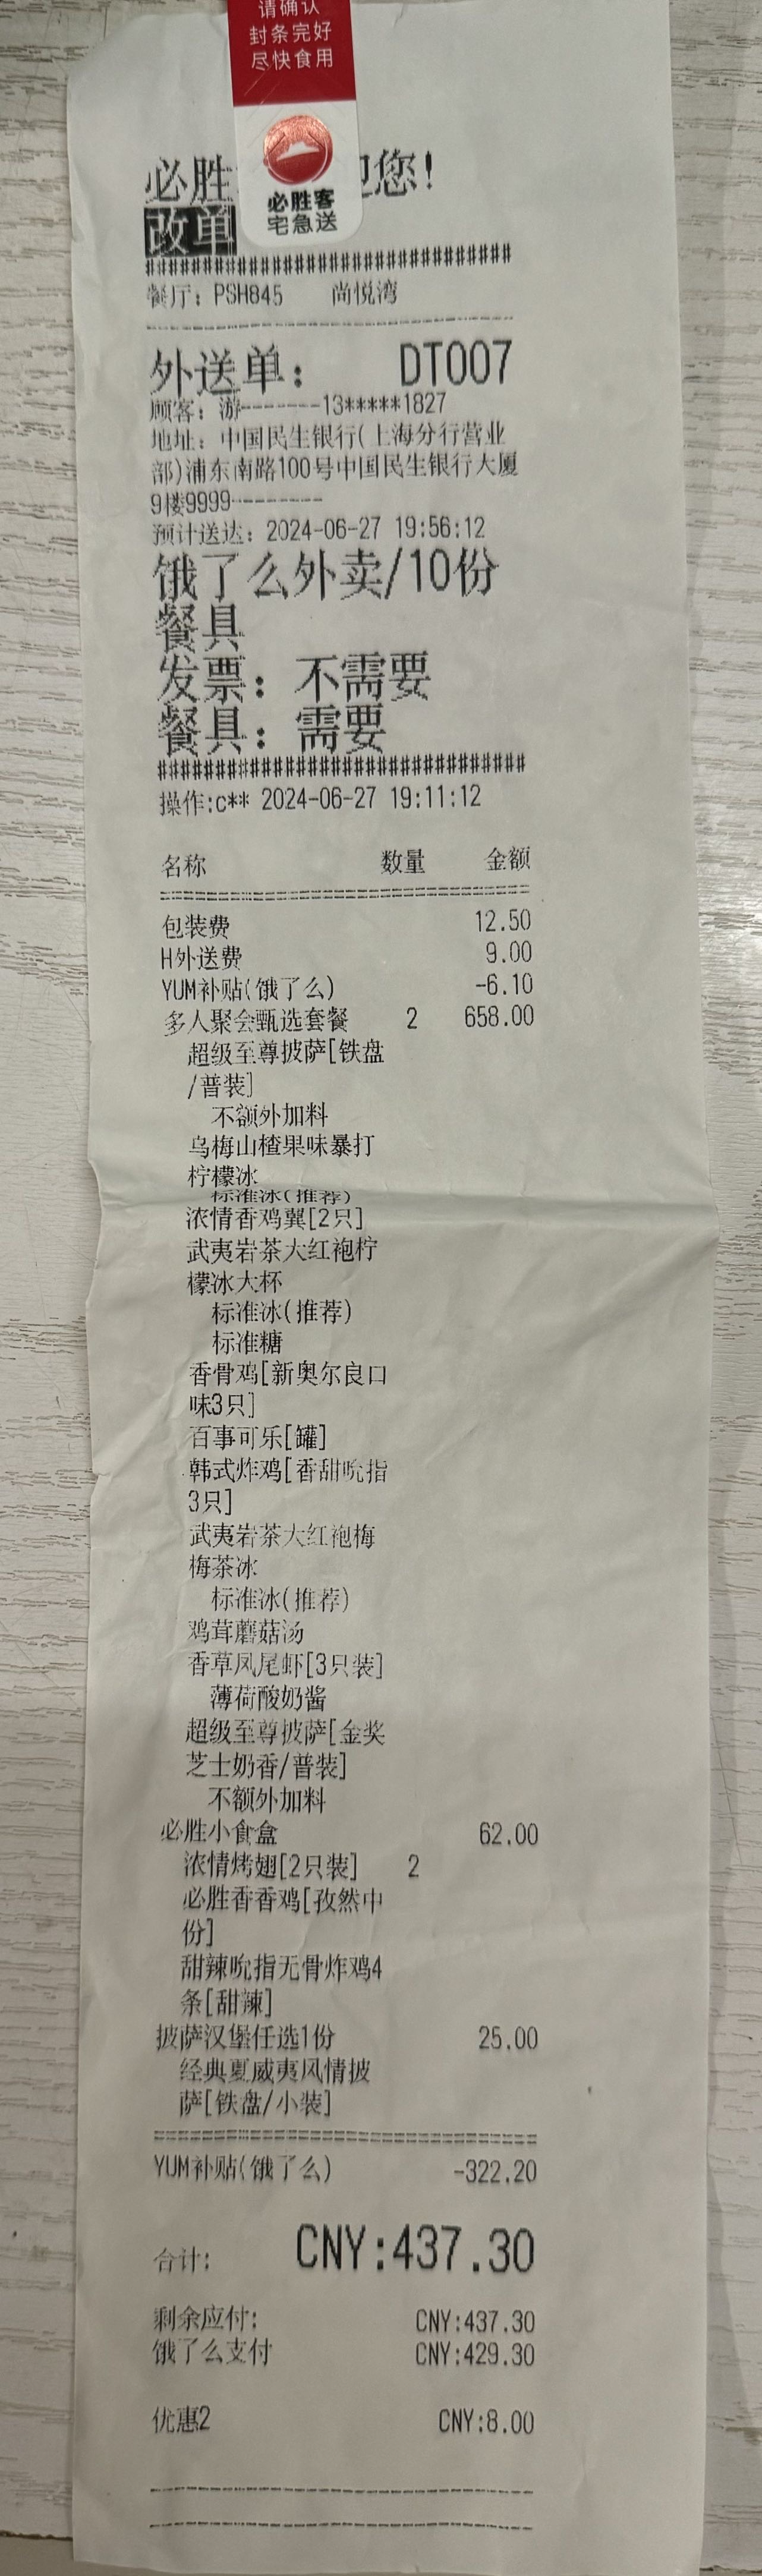 请确认
封条完好
尽快食用
必胜客
宅急送
必胜 迎您!
改单
######################################
餐厅: PSH845 尚悦湾
外送单: DT007
顾客: 游-------13*****1827
地址: 中国民生银行(上海分行营业
部)浦东南路100号中国民生银行大厦
9楼9999---------
预计送达: 2024-06-27 19:56:12
饿了么外卖/10份
餐具
发票: 不需要
餐具: 需要
######################################
操作:c** 2024-06-27 19:11:12
名称 数量 金额
包装费 12.50
H外送费 9.00
YUM补贴(饿了么) -6.10
多人聚会甄选套餐 2 658.00
超级至尊披萨[铁盘
/普装]
不额外加料
乌梅山楂果味暴打
柠檬冰
标准冰(推荐)
浓情香鸡翼[2只]
武夷岩茶大红袍柠
檬冰大杯
标准冰(推荐)
标准糖
香骨鸡[新奥尔良口
味3只]
百事可乐[罐]
韩式炸鸡[香甜吮指
3只]
武夷岩茶大红袍梅
梅茶冰
标准冰(推荐)
鸡茸蘑菇汤
香草凤尾虾[3只装]
薄荷酸奶酱
超级至尊披萨[金奖
芝士奶香/普装]
不额外加料
必胜小食盒 62.00
浓情烤翅[2只装] 2
必胜香香鸡[孜然中
份]
甜辣吮指无骨炸鸡4
条[甜辣]
披萨汉堡任选1份 25.00
经典夏威夷风情披
萨[铁盘/小装]
YUM补贴(饿了么) -322.20
合计: CNY:437.30
剩余应付: CNY:437.30
饿了么支付 CNY:429.30
优惠2 CNY:8.00